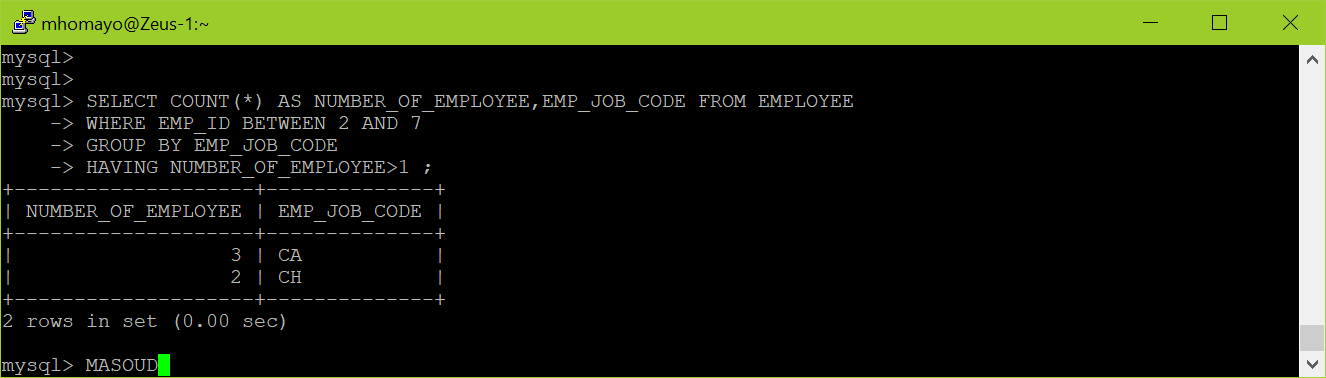 mhomayo@Zeus-1:~
mysql>
mysql>
mysql> SELECT COUNT(*) AS NUMBER_OF_EMPLOYEE,EMP_JOB_CODE FROM EMPLOYEE
    -> WHERE EMP_ID BETWEEN 2 AND 7
    -> GROUP BY EMP_JOB_CODE
    -> HAVING NUMBER_OF_EMPLOYEE>1 ;
+--------------------+--------------+
| NUMBER_OF_EMPLOYEE | EMP_JOB_CODE |
+--------------------+--------------+
|                  3 | CA           |
|                  2 | CH           |
+--------------------+--------------+
2 rows in set (0.00 sec)
mysql> MASOUD